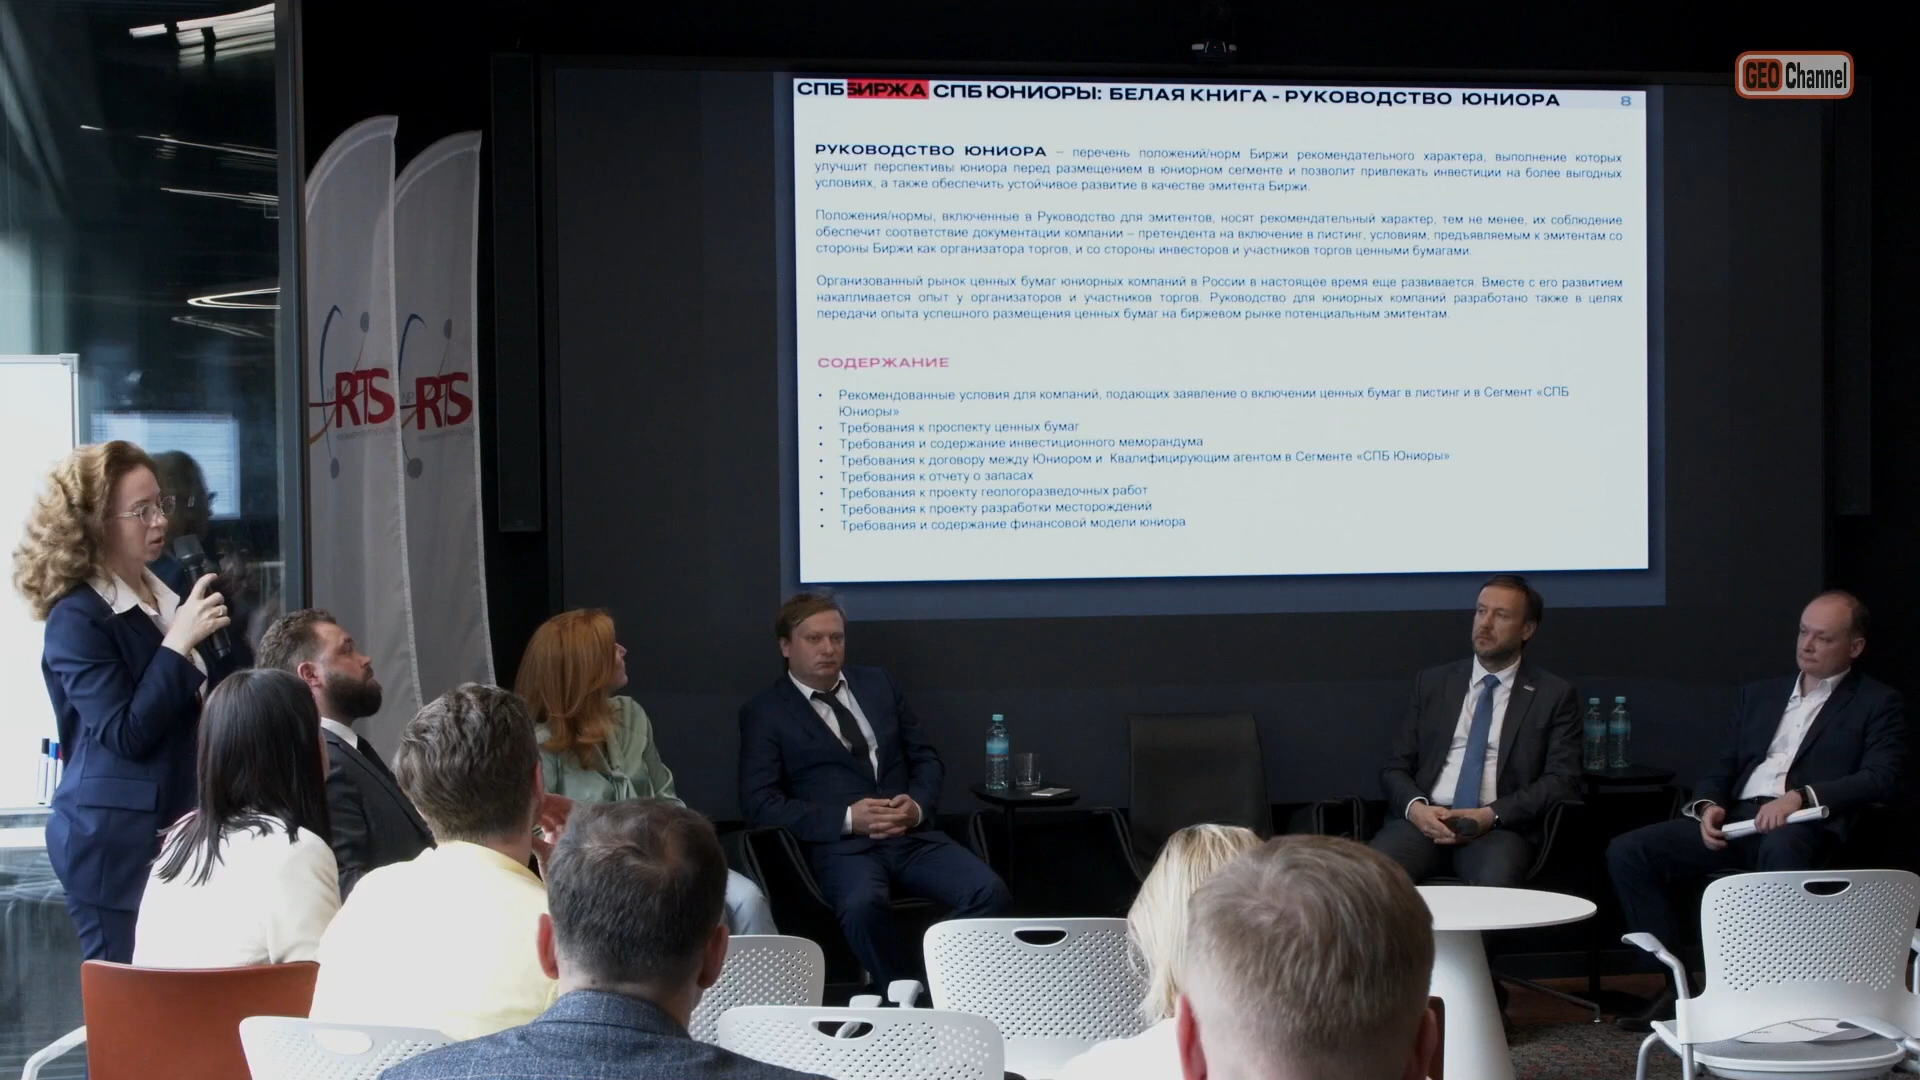 GEO Channel
СПББИРЖА СПБ ЮНИОРЫ: БЕЛАЯ КНИГА - РУКОВОДСТВО ЮНИОРА 8
РУКОВОДСТВО ЮНИОРА – перечень положений/норм Биржи рекомендательного характера, выполнение которых
улучшит перспективы юниора перед размещением в юниорном сегменте и позволит привлекать инвестиции на более выгодных
условиях, а также обеспечить устойчивое развитие в качестве эмитента Биржи.
Положения/нормы, включенные в Руководство для эмитентов, носят рекомендательный характер, тем не менее, их соблюдение
обеспечит соответствие документации компании – претендента на включение в листинг, условиям, предъявляемым к эмитентам со
стороны Биржи как организатора торгов, и со стороны инвесторов и участников торгов ценными бумагами.
Организованный рынок ценных бумаг юниорных компаний в России в настоящее время еще развивается. Вместе с его развитием
накапливается опыт у организаторов и участников торгов. Руководство для юниорных компаний разработано также в целях
передачи опыта успешного размещения ценных бумаг на биржевом рынке потенциальным эмитентам.
СОДЕРЖАНИЕ
• Рекомендованные условия для компаний, подающих заявление о включении ценных бумаг в листинг и в Сегмент «СПБ
Юниоры»
• Требования к проспекту ценных бумаг
• Требования и содержание инвестиционного меморандума
• Требования к договору между Юниором и Квалифицирующим агентом в Сегменте «СПБ Юниоры»
• Требования к отчету о запасах
• Требования к проекту геологоразведочных работ
• Требования к проекту разработки месторождений
• Требования и содержание финансовой модели юниора
NP RTS
NP RTS